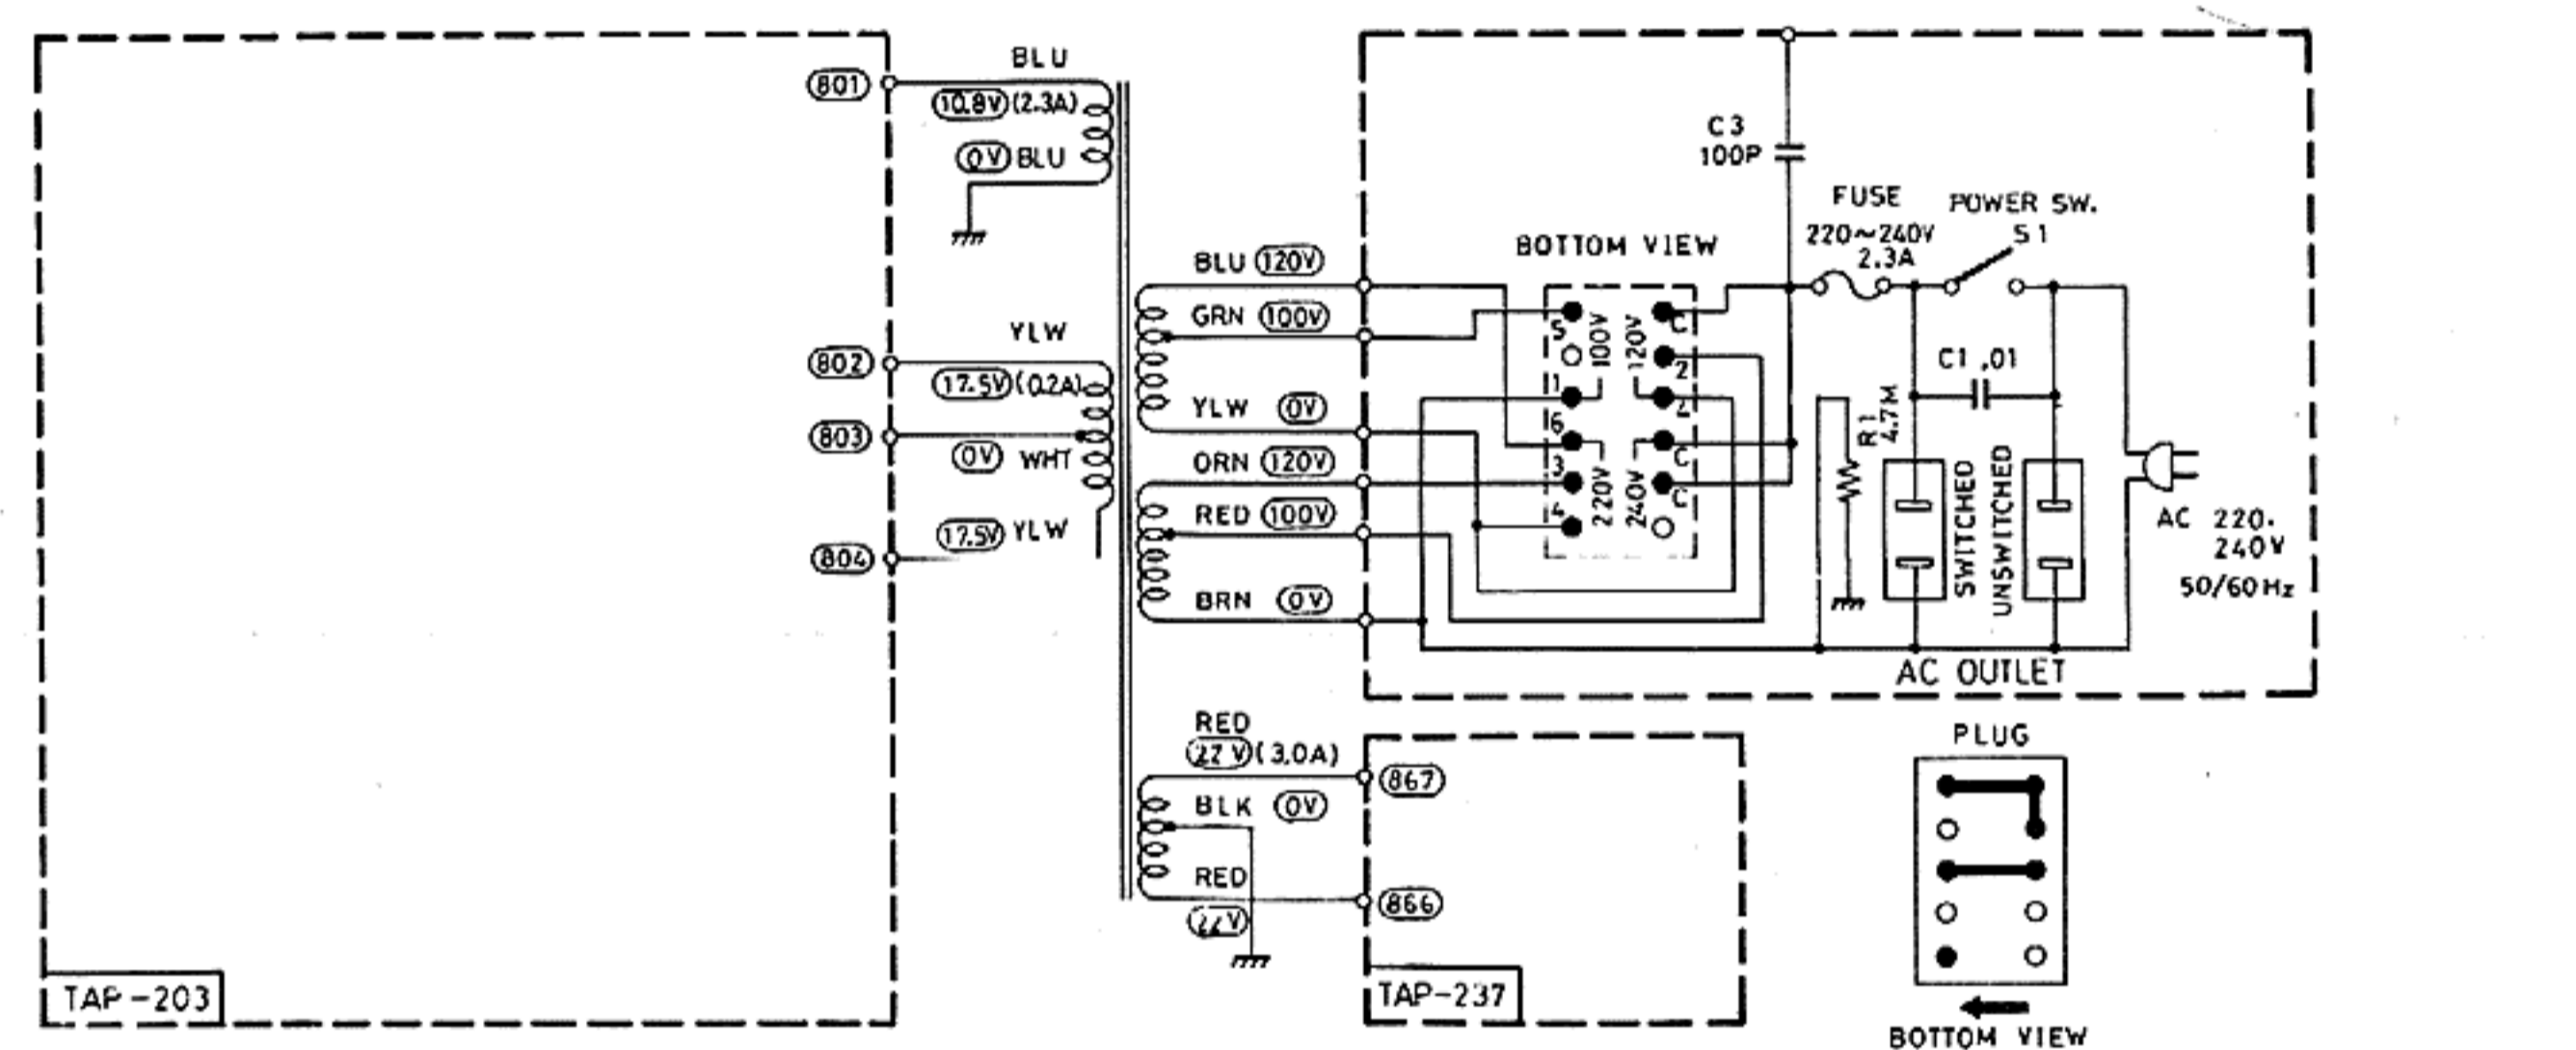 BLU
801
10.8V (2.3A)
0V BLU
YLW
802
17.5V (0.2A)
803
0V WHT
17.5V YLW
804
TAP-203
BLU 120V
GRN 100V
YLW 0V
ORN 120V
RED 100V
BRN 0V
RED
22V (3.0A)
867
BLK 0V
RED
866
22V
TAP-237
C3
100P
FUSE
220~240V
2.3A
POWER SW.
S1
BOTTOM VIEW
5
1
6
3
4
100V
120V
220V
240V
C
2
C
C
C1 .01
R1
4.7M
SWITCHED
UNSWITCHED
AC 220.
240V
50/60Hz
AC OUTLET
PLUG
BOTTOM VIEW